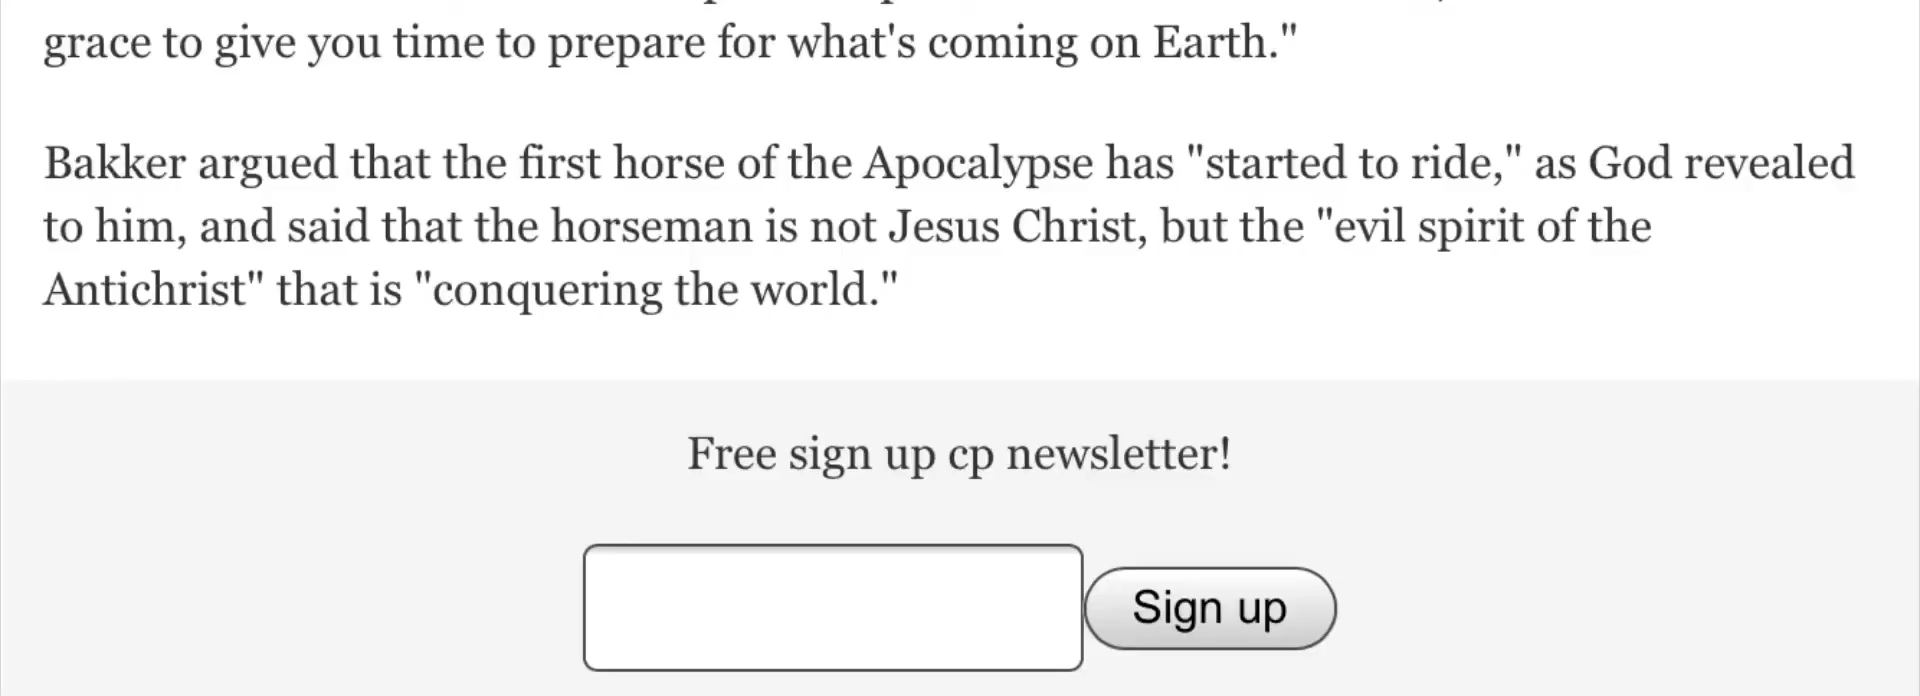 grace to give you time to prepare for what's coming on Earth."
Bakker argued that the first horse of the Apocalypse has "started to ride," as God revealed
to him, and said that the horseman is not Jesus Christ, but the "evil spirit of the
Antichrist" that is "conquering the world."
Free sign up cp newsletter!
Sign up